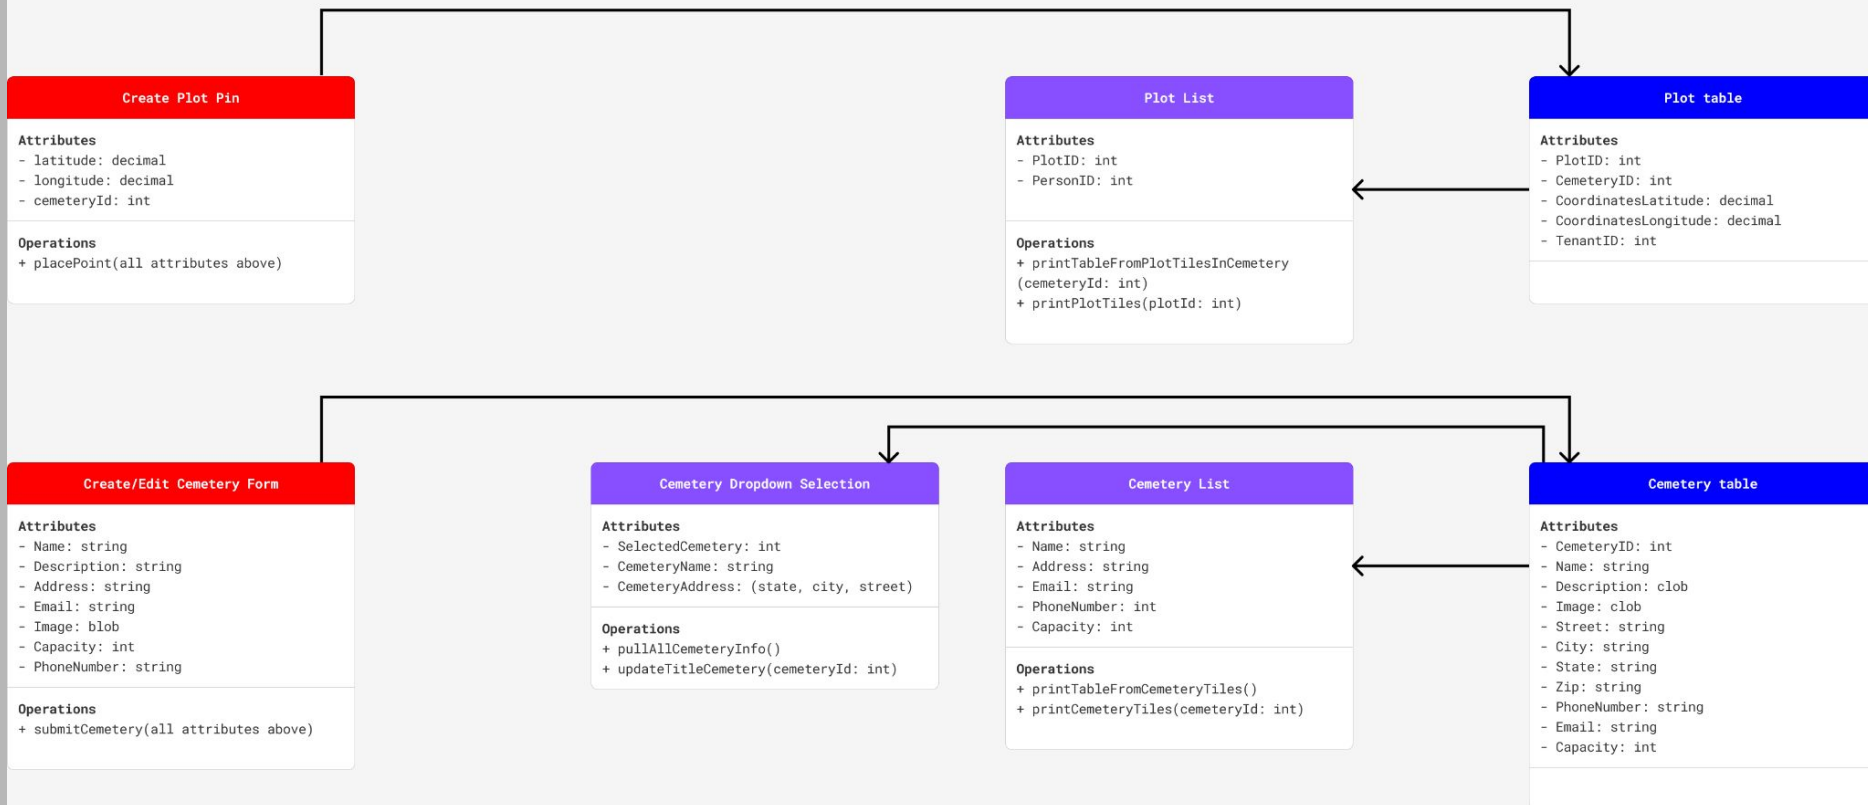 Create Plot Pin
Attributes
- latitude: decimal
- longitude: decimal
- cemeteryId: int
Operations
+ placePoint(all attributes above)
Plot List
Attributes
- PlotID: int
- PersonID: int
Operations
+ printTableFromPlotTilesInCemetery
(cemeteryId: int)
+ printPlotTiles(plotId: int)
Plot table
Attributes
- PlotID: int
- CemeteryID: int
- CoordinatesLatitude: decimal
- CoordinatesLongitude: decimal
- TenantID: int
Create/Edit Cemetery Form
Attributes
- Name: string
- Description: string
- Address: string
- Email: string
- Image: blob
- Capacity: int
- PhoneNumber: string
Operations
+ submitCemetery(all attributes above)
Cemetery Dropdown Selection
Attributes
- SelectedCemetery: int
- CemeteryName: string
- CemeteryAddress: (state, city, street)
Operations
+ pullAllCemeteryInfo()
+ updateTitleCemetery(cemeteryId: int)
Cemetery List
Attributes
- Name: string
- Address: string
- Email: string
- PhoneNumber: int
- Capacity: int
Operations
+ printTableFromCemeteryTiles()
+ printCemeteryTiles(cemeteryId: int)
Cemetery table
Attributes
- CemeteryID: int
- Name: string
- Description: clob
- Image: clob
- Street: string
- City: string
- State: string
- Zip: string
- PhoneNumber: string
- Email: string
- Capacity: int